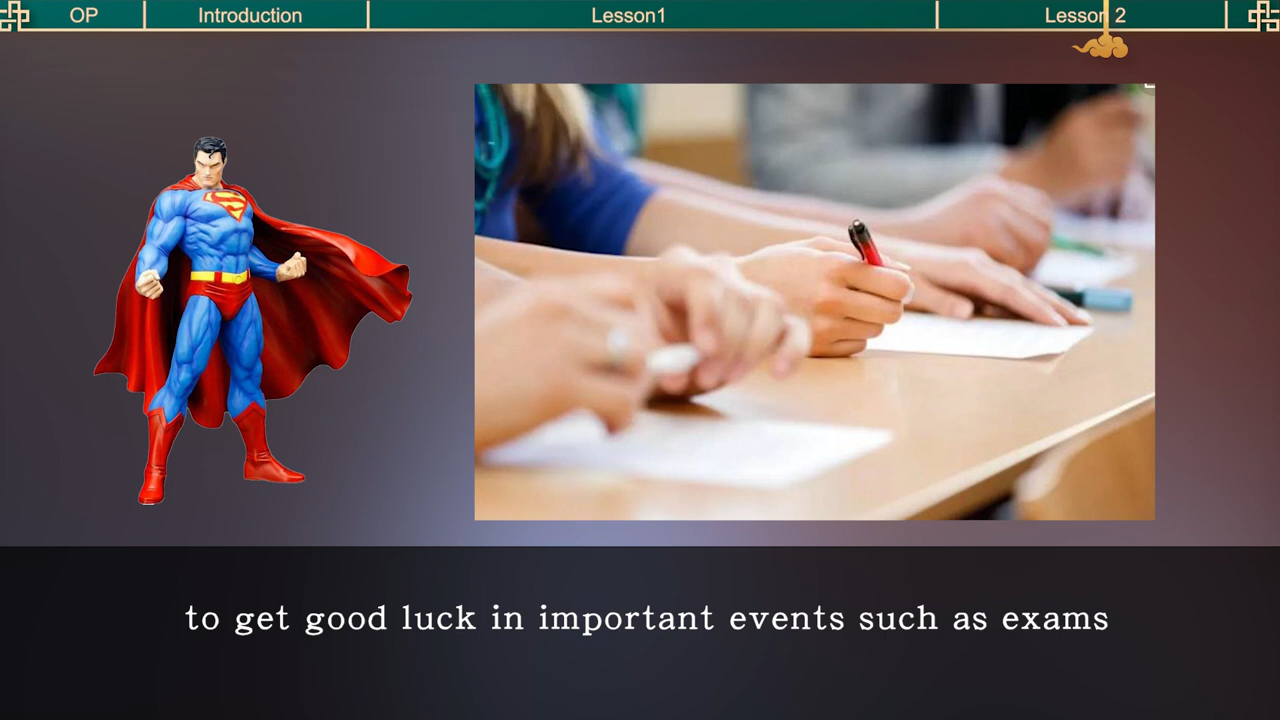 OP
Introduction
Lesson1
Lesson 2
S
to get good luck in important events such as exams